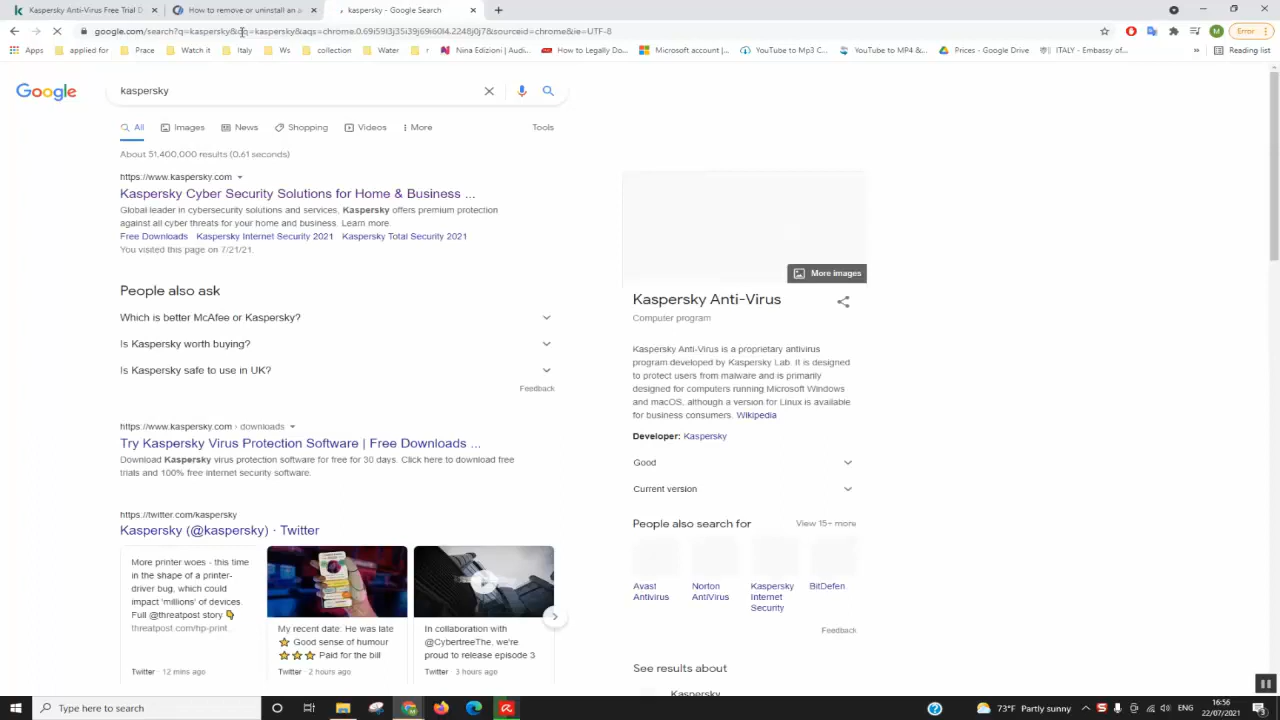 Kaspersky Anti-Virus Free Trial D
How to remove or uninstall an a
kaspersky - Google Search
google.com/search?q=kaspersky&oq=kaspersky&aqs=chrome.0.69i59l3j35i39j69i60l4.2248j0j7&sourceid=chrome&ie=UTF-8
M
Error
Apps
applied for
Prace
Watch it
Italy
Ws
collection
Water
r
Nina Edizioni | Audi...
How to Legally Do...
Microsoft account |...
YouTube to Mp3 C...
YouTube to MP4 &...
Prices - Google Drive
ITALY - Embassy of...
»
Reading list
Google
kaspersky
All
Images
News
Shopping
Videos
More
Tools
About 51,400,000 results (0.61 seconds)
https://www.kaspersky.com
Kaspersky Cyber Security Solutions for Home & Business ...
Global leader in cybersecurity solutions and services, Kaspersky offers premium protection
against all cyber threats for your home and business. Learn more.
Free Downloads Kaspersky Internet Security 2021 Kaspersky Total Security 2021
You visited this page on 7/21/21.
People also ask
Which is better McAfee or Kaspersky?
Is Kaspersky worth buying?
Is Kaspersky safe to use in UK?
Feedback
https://www.kaspersky.com › downloads
Try Kaspersky Virus Protection Software | Free Downloads ...
Download Kaspersky virus protection software for free for 30 days. Click here to download free
trials and 100% free internet security software.
https://twitter.com/kaspersky
Kaspersky (@kaspersky) · Twitter
More printer woes - this time
in the shape of a printer-
driver bug, which could
impact 'millions' of devices.
Full @threatpost story 👇
threatpost.com/hp-print…
Twitter · 12 mins ago
My recent date: He was late
⭐ Good sense of humour
⭐⭐⭐ Paid for the bill
Twitter · 2 hours ago
In collaboration with
@CybertreeThe, we're
proud to release episode 3
Twitter · 3 hours ago
More images
Kaspersky Anti-Virus
Computer program
Kaspersky Anti-Virus is a proprietary antivirus
program developed by Kaspersky Lab. It is designed
to protect users from malware and is primarily
designed for computers running Microsoft Windows
and macOS, although a version for Linux is available
for business consumers. Wikipedia
Developer: Kaspersky
Good
Current version
People also search for
View 15+ more
Avast
Antivirus
Norton
AntiVirus
Kaspersky
Internet
Security
BitDefen
Feedback
See results about
Kaspersky
Type here to search
73°F Partly sunny
ENG
16:56
22/07/2021